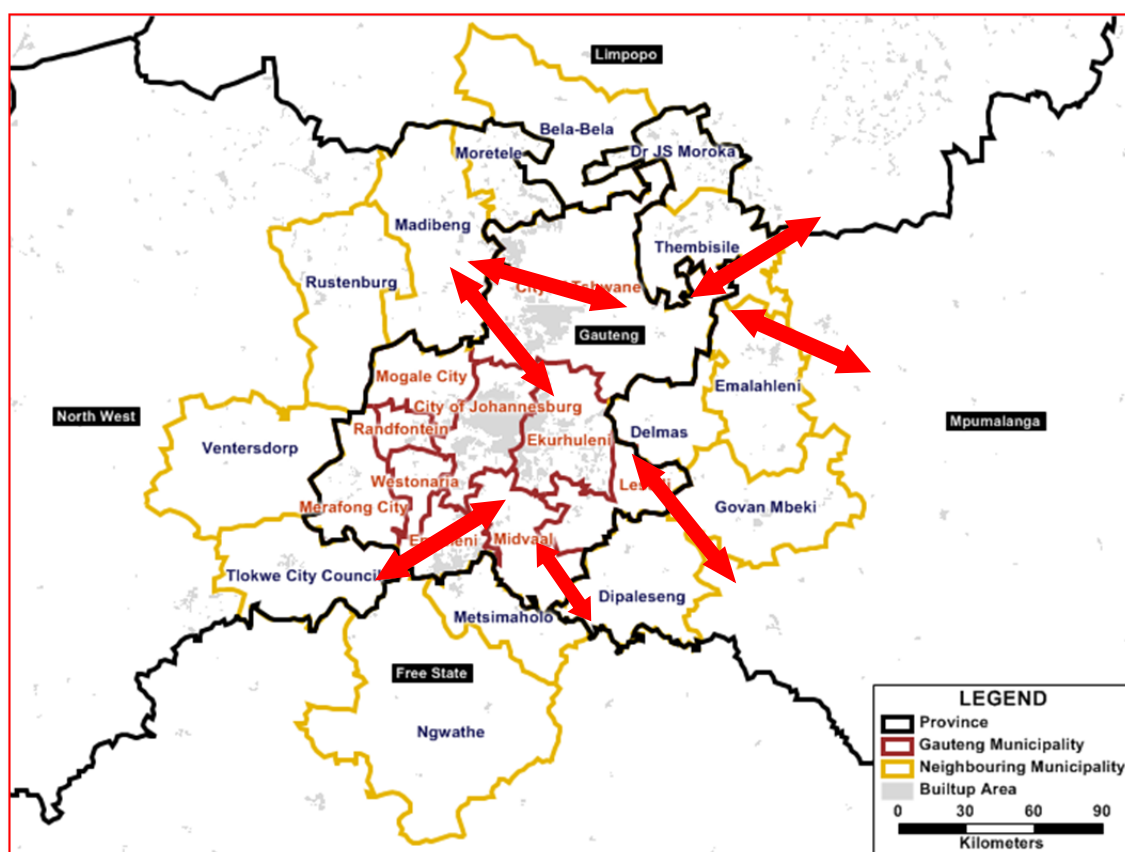 Limpopo
Bela-Bela
Moretele
Dr JS Moroka
Madibeng
Thembisile
Rustenburg
City Tshwane
Gauteng
Mogale City
Emalahleni
City of Johannesburg
North West
Mpumalanga
Randfontein
Delmas
Ekurhuleni
Ventersdorp
Westonaria
Merafong City
Govan Mbeki
Midvaal
Tlokwe City Council
Dipaleseng
Metsimaholo
Free State
Ngwathe
LEGEND
Province
Gauteng Municipality
Neighbouring Municipality
Builtup Area
0 30 60 90
Kilometers